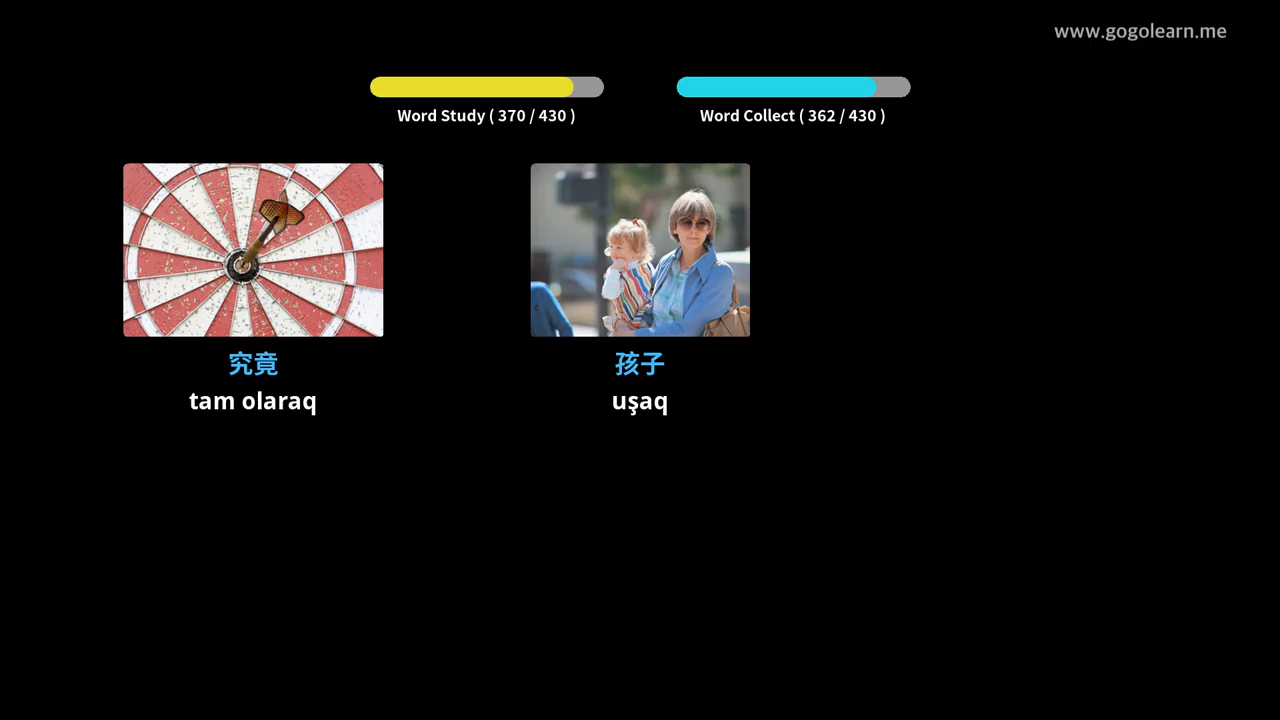 www.gogolearn.me
Word Study ( 370 / 430 )
Word Collect ( 362 / 430 )
究竟
tam olaraq
孩子
uşaq